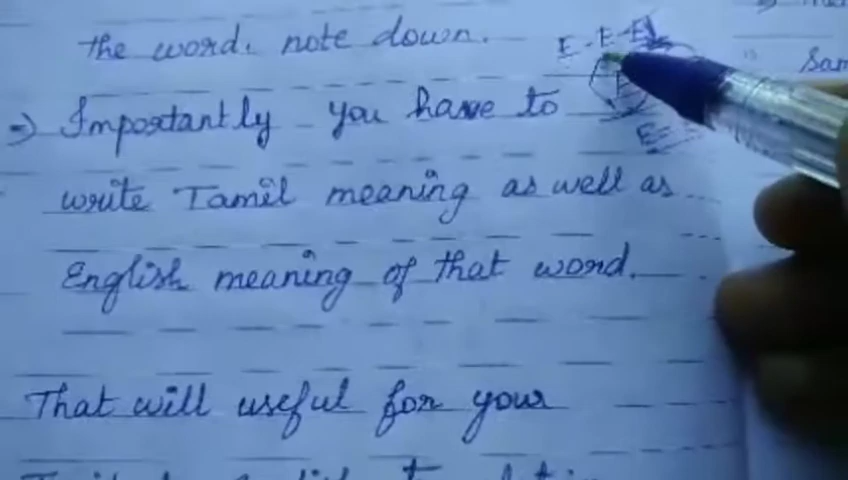 the word. note down. E - E - E
=> Importantly you have to
write Tamil meaning as well as
English meaning of that word.
That will useful for your
Sam